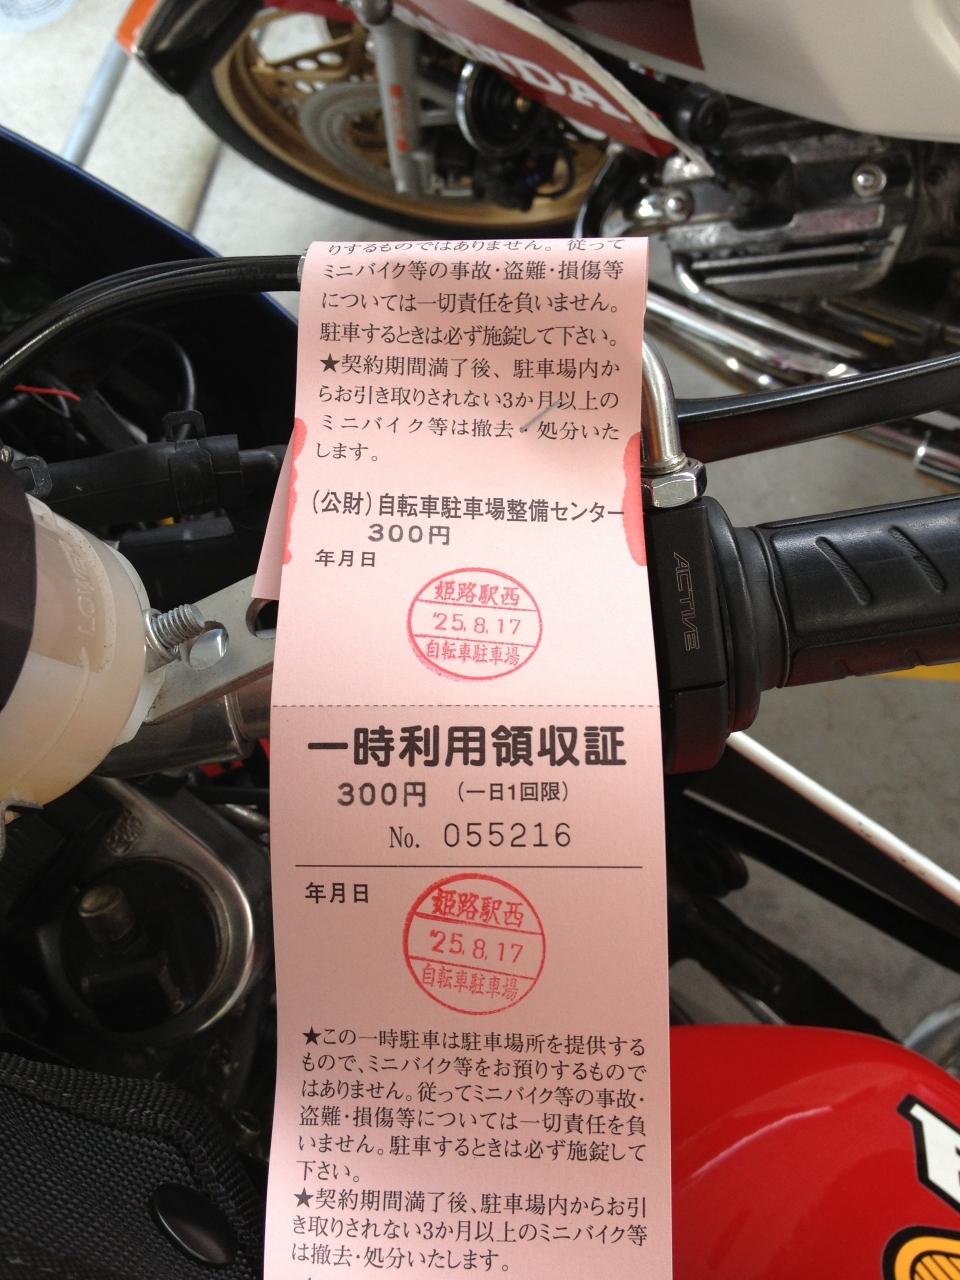 HONDA
りするものではありません。従って
ミニバイク等の事故・盗難・損傷等
については一切責任を負いません。
駐車するときは必ず施錠して下さい。
★契約期間満了後、駐車場内か
らお引き取りされない3か月以上の
ミニバイク等は撤去・処分いた
します。
(公財)自転車駐車場整備センター
300円
年月日
姫路駅西
'25.8.17
自転車駐車場
ACTIVE
一時利用領収証
300円 (一日1回限)
No. 055216
年月日
姫路駅西
'25.8.17
自転車駐車場
★この一時駐車は駐車場所を提供する
もので、ミニバイク等をお預りするもので
はありません。従ってミニバイク等の事故・
盗難・損傷等については一切責任を負
いません。駐車するときは必ず施錠して
下さい。
★契約期間満了後、駐車場内からお引
き取りされない3か月以上のミニバイク等
は撤去・処分いたします。